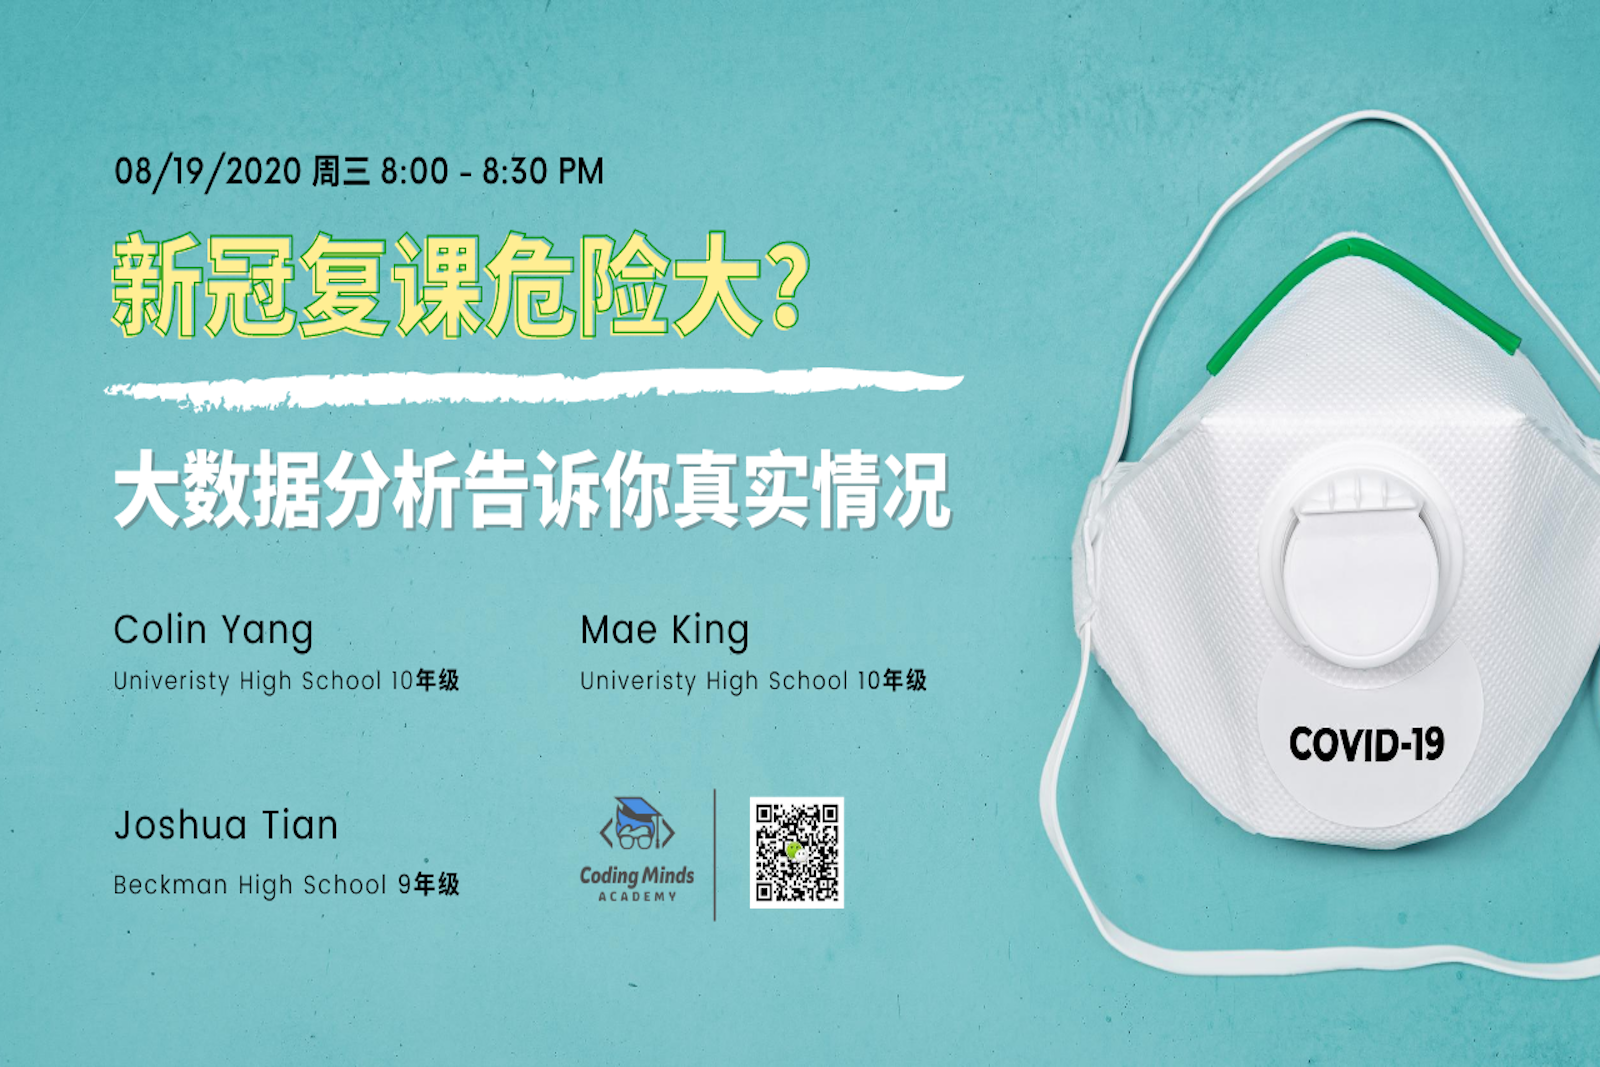 08/19/2020 周三 8:00 - 8:30 PM
新冠复课危险大？
大数据分析告诉你真实情况
Colin Yang
Univeristy High School 10年级
Mae King
Univeristy High School 10年级
Joshua Tian
Beckman High School 9年级
Coding Minds
ACADEMY
COVID-19